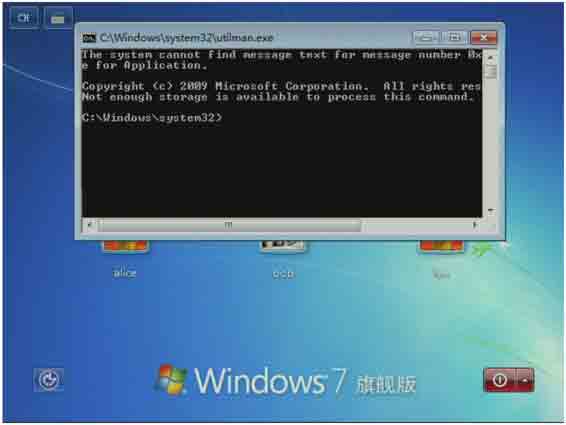 CH
C:\Windows\system32\utilman.exe
The system cannot find message text for message number 0x
e for Application.
Copyright (c) 2009 Microsoft Corporation.  All rights res
Not enough storage is available to process this command.
C:\Windows\system32>
alice
bob
Windows 7 旗舰版